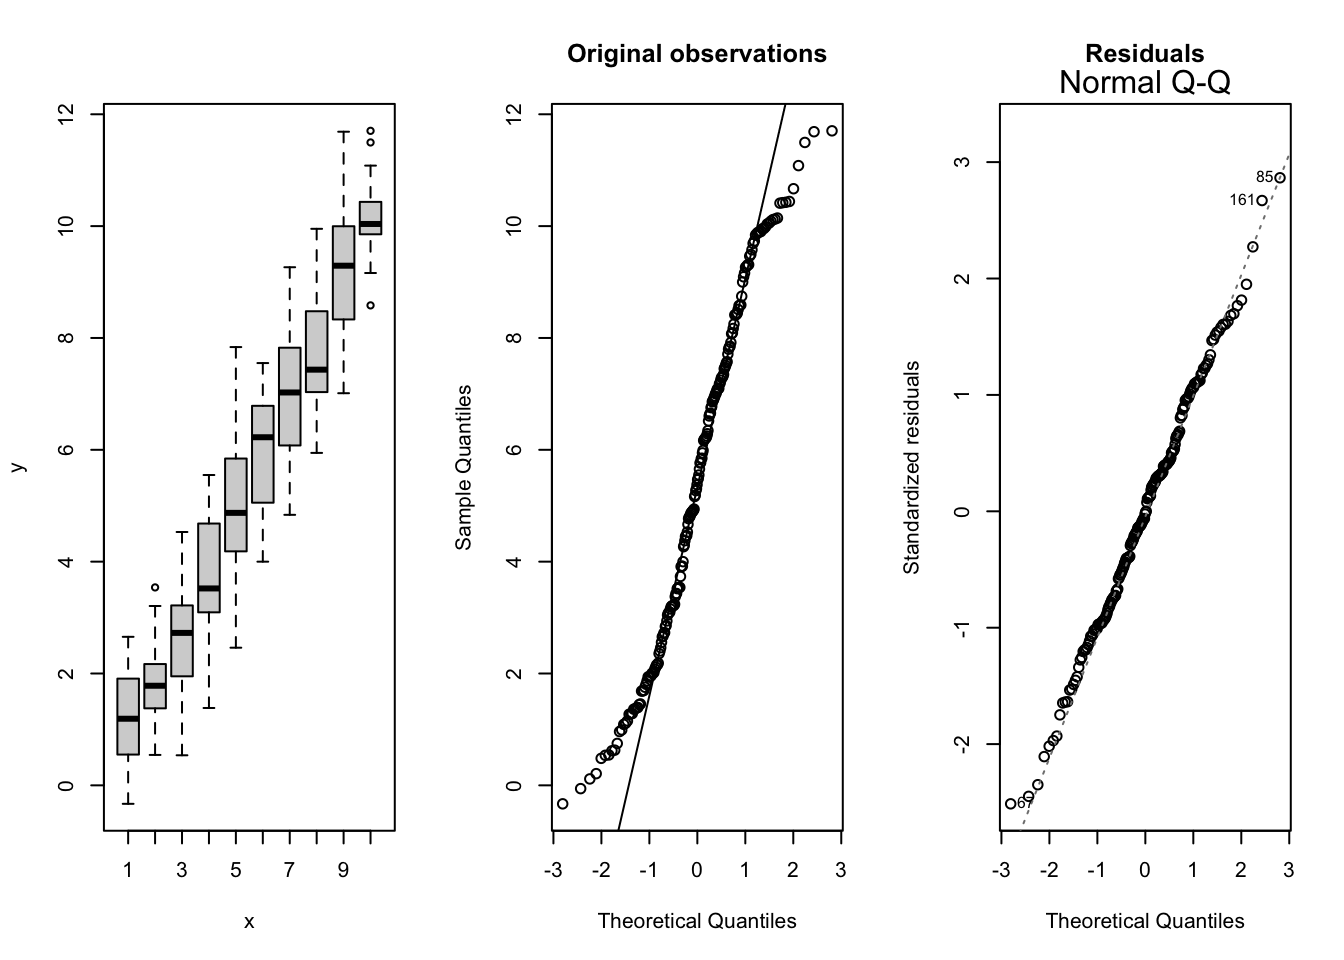 y
12
10
8
6
4
2
0
1 3 5 7 9
x
Original observations
Sample Quantiles
12
10
8
6
4
2
0
-3 -2 -1 0 1 2 3
Theoretical Quantiles
Residuals
Normal Q-Q
Standardized residuals
3
2
1
0
-1
-2
85
161
67
-3 -2 -1 0 1 2 3
Theoretical Quantiles